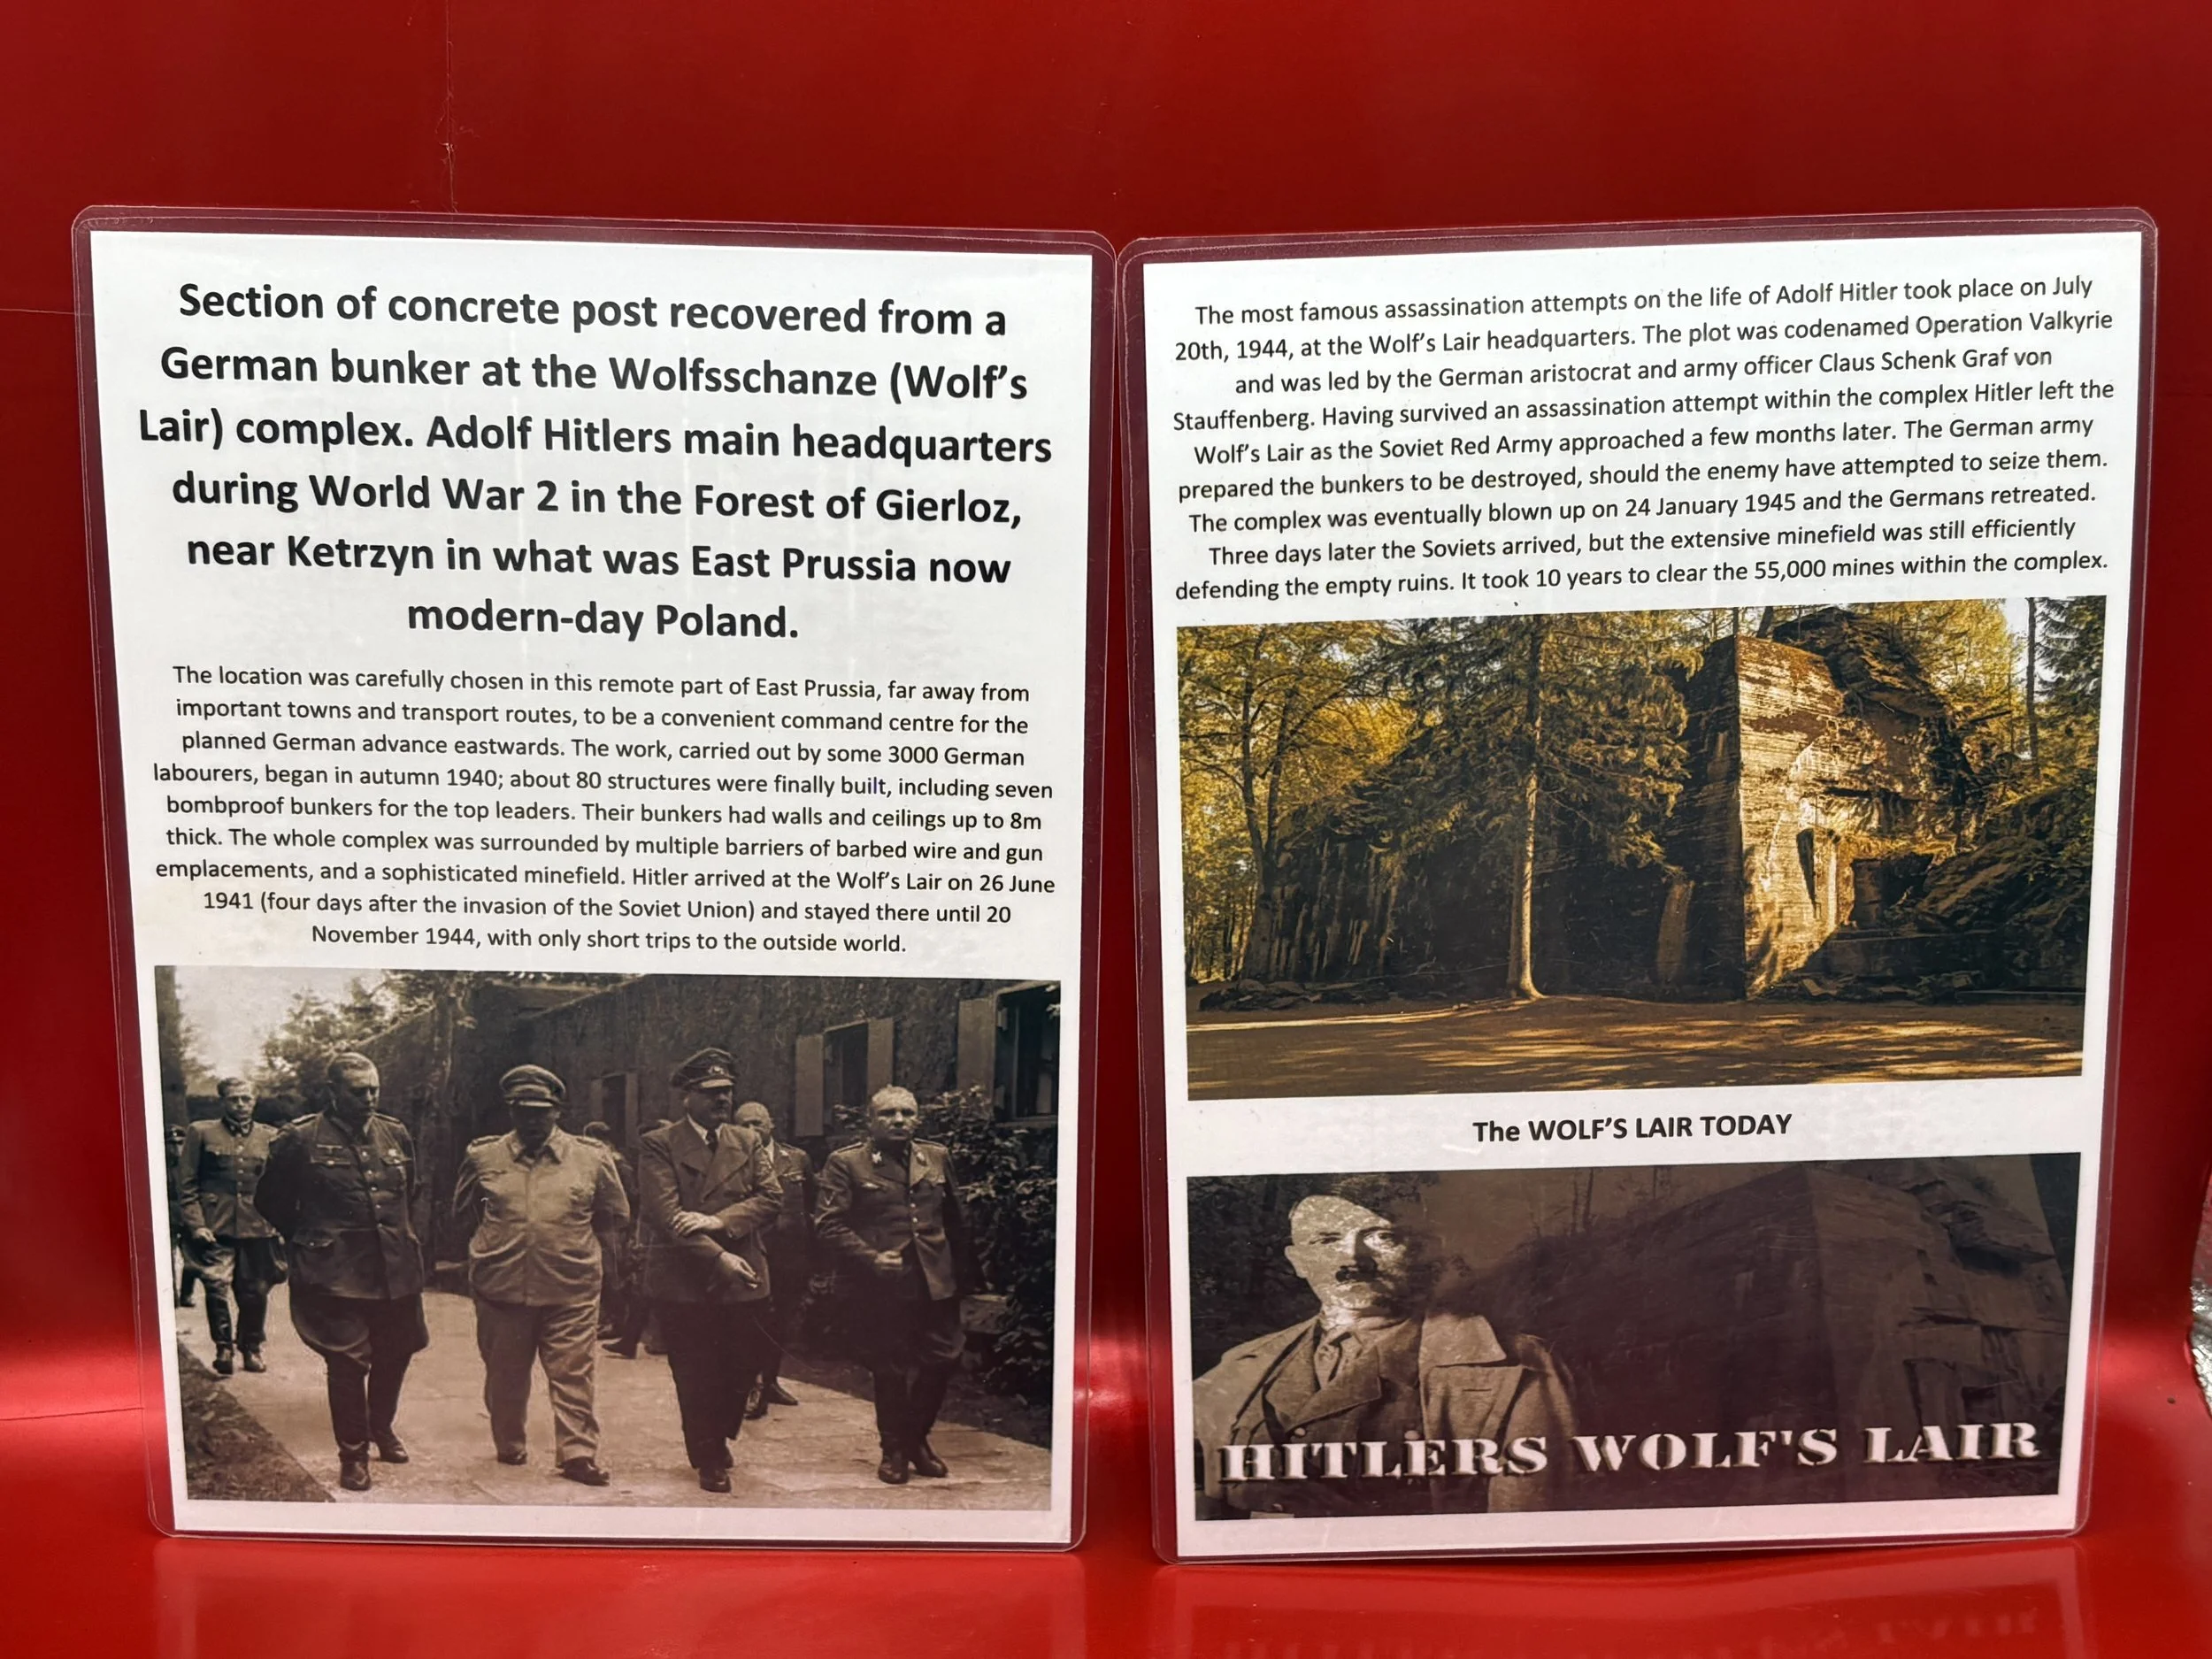 Section of concrete post recovered from a
German bunker at the Wolfsschanze (Wolf's
Lair) complex. Adolf Hitlers main headquarters
during World War 2 in the Forest of Gierloz,
near Ketrzyn in what was East Prussia now
modern-day Poland.
The location was carefully chosen in this remote part of East Prussia, far away from
important towns and transport routes, to be a convenient command centre for the
planned German advance eastwards. The work, carried out by some 3000 German
labourers, began in autumn 1940; about 80 structures were finally built, including seven
bombproof bunkers for the top leaders. Their bunkers had walls and ceilings up to 8m
thick. The whole complex was surrounded by multiple barriers of barbed wire and gun
emplacements, and a sophisticated minefield. Hitler arrived at the Wolf's Lair on 26 June
1941 (four days after the invasion of the Soviet Union) and stayed there until 20
November 1944, with only short trips to the outside world.
The most famous assassination attempts on the life of Adolf Hitler took place on July
20th, 1944, at the Wolf's Lair headquarters. The plot was codenamed Operation Valkyrie
and was led by the German aristocrat and army officer Claus Schenk Graf von
Stauffenberg. Having survived an assassination attempt within the complex Hitler left the
Wolf's Lair as the Soviet Red Army approached a few months later. The German army
prepared the bunkers to be destroyed, should the enemy have attempted to seize them.
The complex was eventually blown up on 24 January 1945 and the Germans retreated.
Three days later the Soviets arrived, but the extensive minefield was still efficiently
defending the empty ruins. It took 10 years to clear the 55,000 mines within the complex.
The WOLF'S LAIR TODAY
HITLERS WOLF'S LAIR